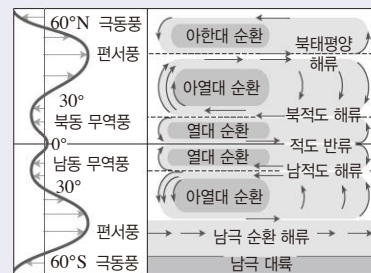 60°N 극동풍
편서풍
30°
북동 무역풍
0°
남동 무역풍
30°
편서풍
60°S 극동풍
아한대 순환
북태평양
해류
아열대 순환
북적도 해류
열대 순환
적도 반류
열대 순환
남적도 해류
아열대 순환
남극 순환 해류
남극 대륙